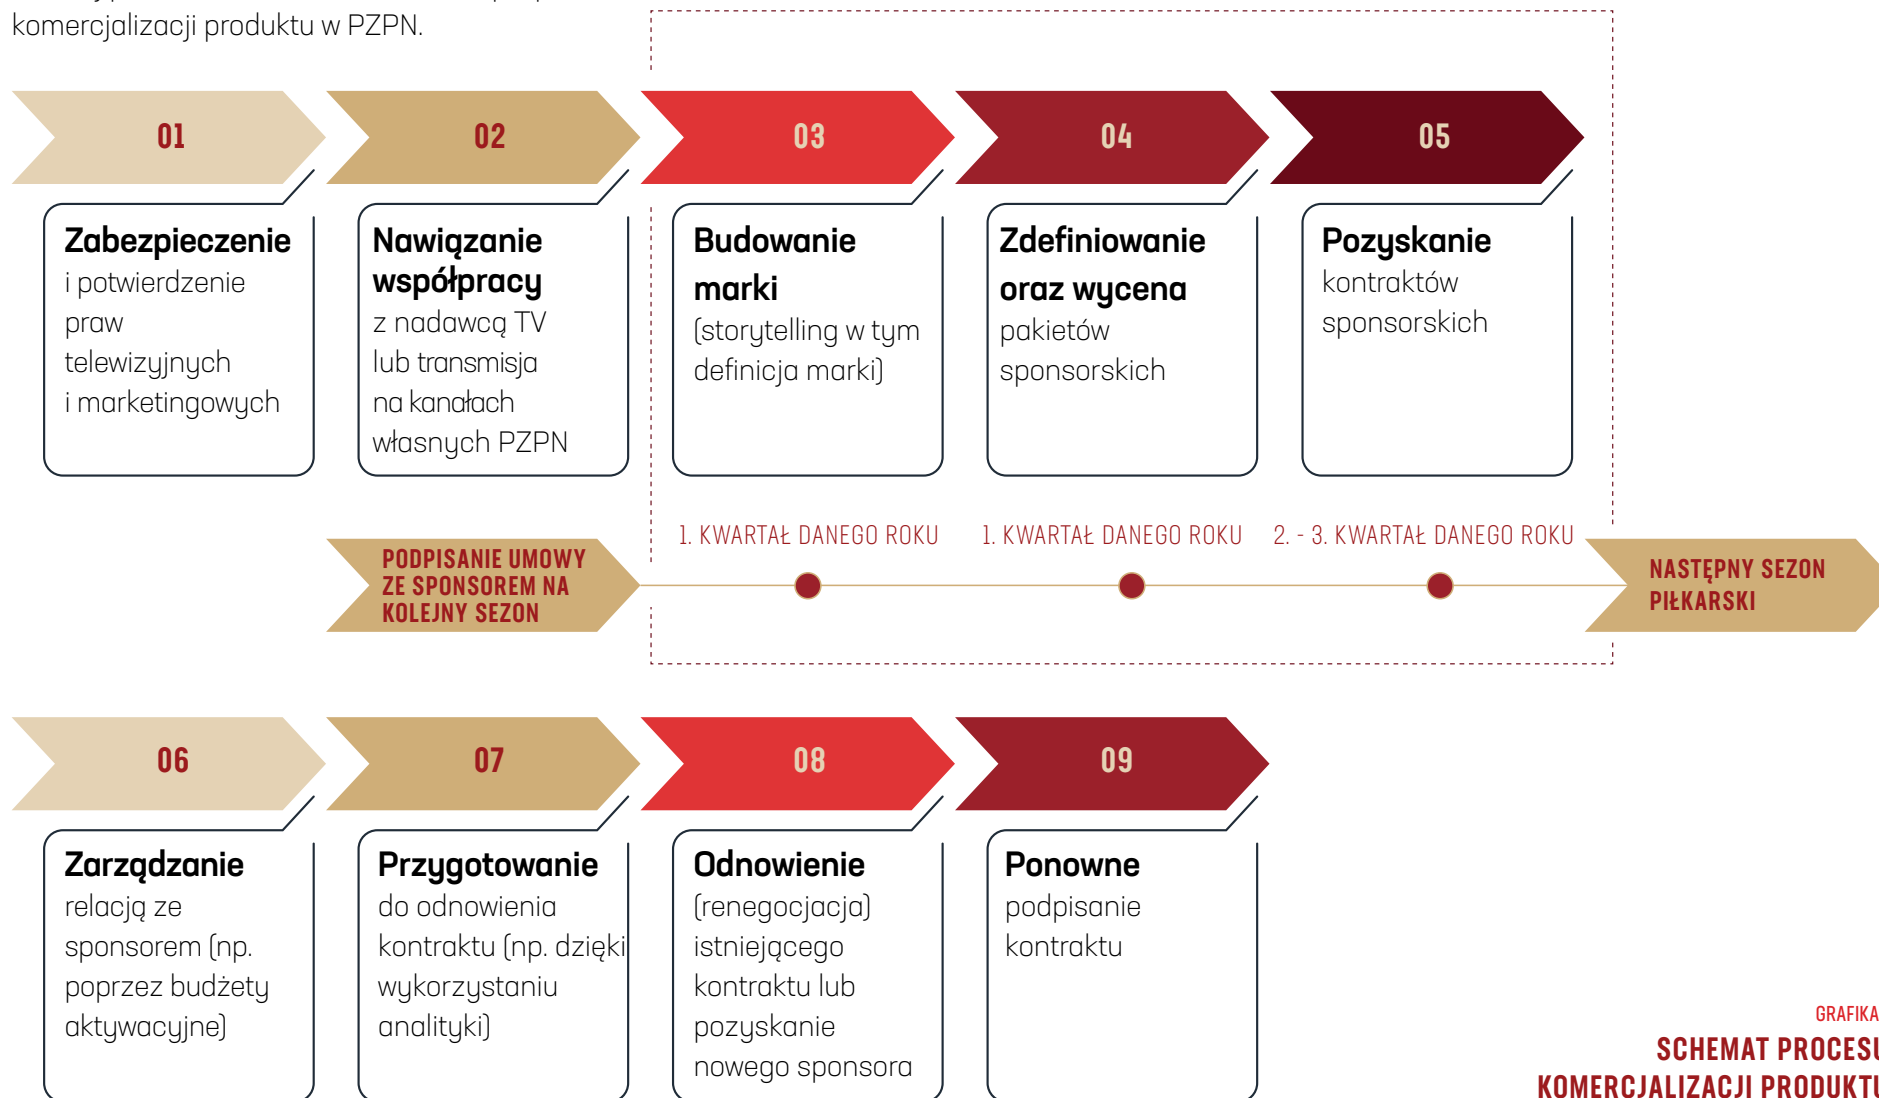 komercjalizacji produktu w PZPN.
01
02
03
04
05
Zabezpieczenie
i potwierdzenie
praw
telewizyjnych
i marketingowych
Nawiązanie
współpracy
z nadawcą TV
lub transmisja
na kanałach
własnych PZPN
Budowanie
marki
(storytelling w tym
definicja marki)
Zdefiniowanie
oraz wycena
pakietów
sponsorskich
Pozyskanie
kontraktów
sponsorskich
1. KWARTAŁ DANEGO ROKU
1. KWARTAŁ DANEGO ROKU
2. - 3. KWARTAŁ DANEGO ROKU
PODPISANIE UMOWY
ZE SPONSOREM NA
KOLEJNY SEZON
NASTĘPNY SEZON
PIŁKARSKI
06
07
08
09
Zarządzanie
relacją ze
sponsorem (np.
poprzez budżety
aktywacyjne)
Przygotowanie
do odnowienia
kontraktu (np. dzięki
wykorzystaniu
analityki)
Odnowienie
(renegocjacja)
istniejącego
kontraktu lub
pozyskanie
nowego sponsora
Ponowne
podpisanie
kontraktu
GRAFIKA
SCHEMAT PROCESU
KOMERCJALIZACJI PRODUKTU